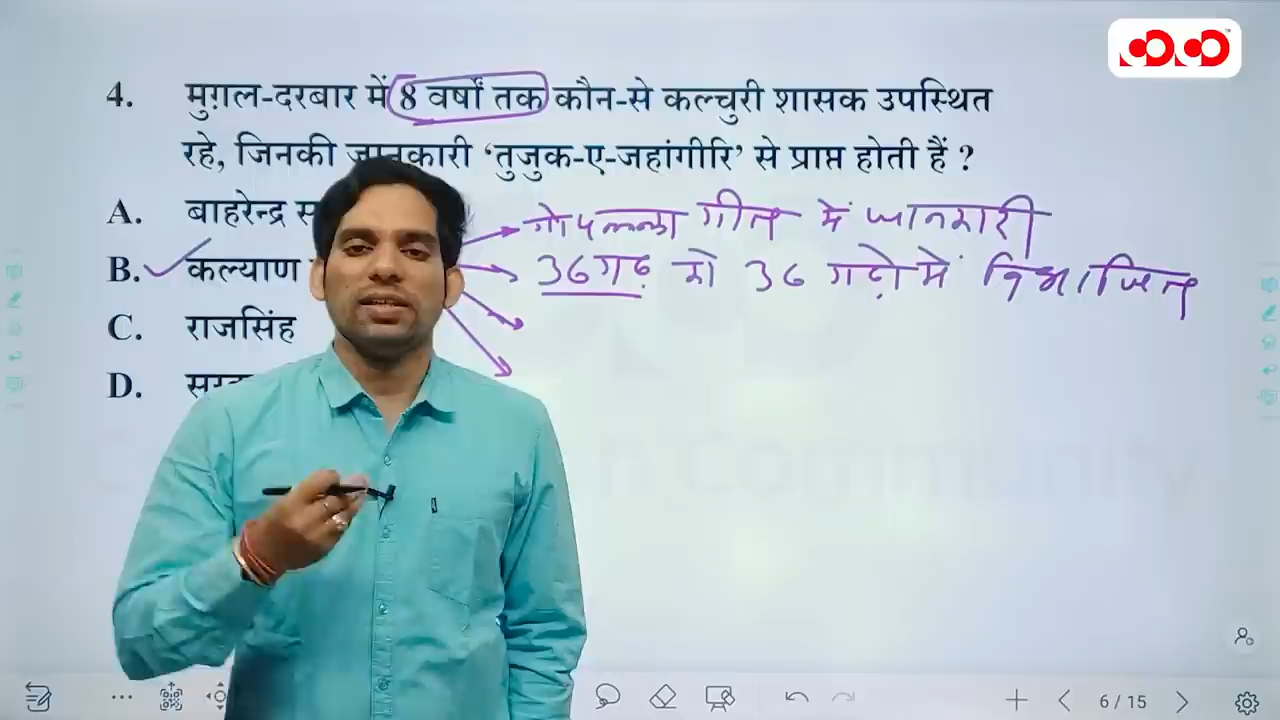 4. मुग़ल-दरबार में 8 वर्षों तक कौन-से कल्चुरी शासक उपस्थित
रहे, जिनकी जानकारी ‘तुजुक-ए-जहांगीरि’ से प्राप्त होती हैं ?
A. बाहरेन्द्र
B. कल्याण
C. राजसिंह
D.
गोपल्ला गीत में जानकारी
36गढ़ को 36 गढ़ो में विभाजित
Community
6/15